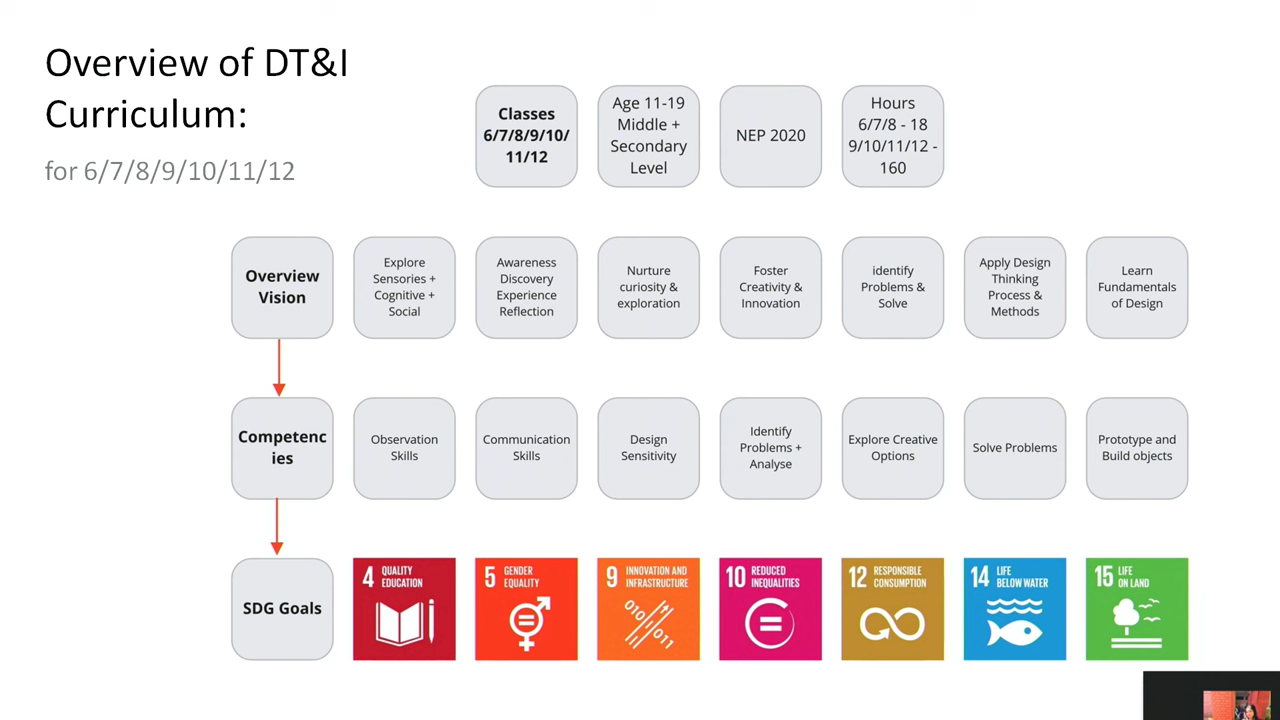 Overview of DT&I
Curriculum:
for 6/7/8/9/10/11/12
Classes
6/7/8/9/10/
11/12
Age 11-19
Middle +
Secondary
Level
NEP 2020
Hours
6/7/8 - 18
9/10/11/12 -
160
Overview
Vision
Explore
Sensories +
Cognitive +
Social
Awareness
Discovery
Experience
Reflection
Nurture
curiosity &
exploration
Foster
Creativity &
Innovation
identify
Problems &
Solve
Apply Design
Thinking
Process &
Methods
Learn
Fundamentals
of Design
Competenc
ies
Observation
Skills
Communication
Skills
Design
Sensitivity
Identify
Problems +
Analyse
Explore Creative
Options
Solve Problems
Prototype and
Build objects
SDG Goals
4 QUALITY
EDUCATION
5 GENDER
EQUALITY
9 INNOVATION AND
INFRASTRUCTURE
010
011
10 REDUCED
INEQUALITIES
12 RESPONSIBLE
CONSUMPTION
14 LIFE
BELOW WATER
15 LIFE
ON LAND